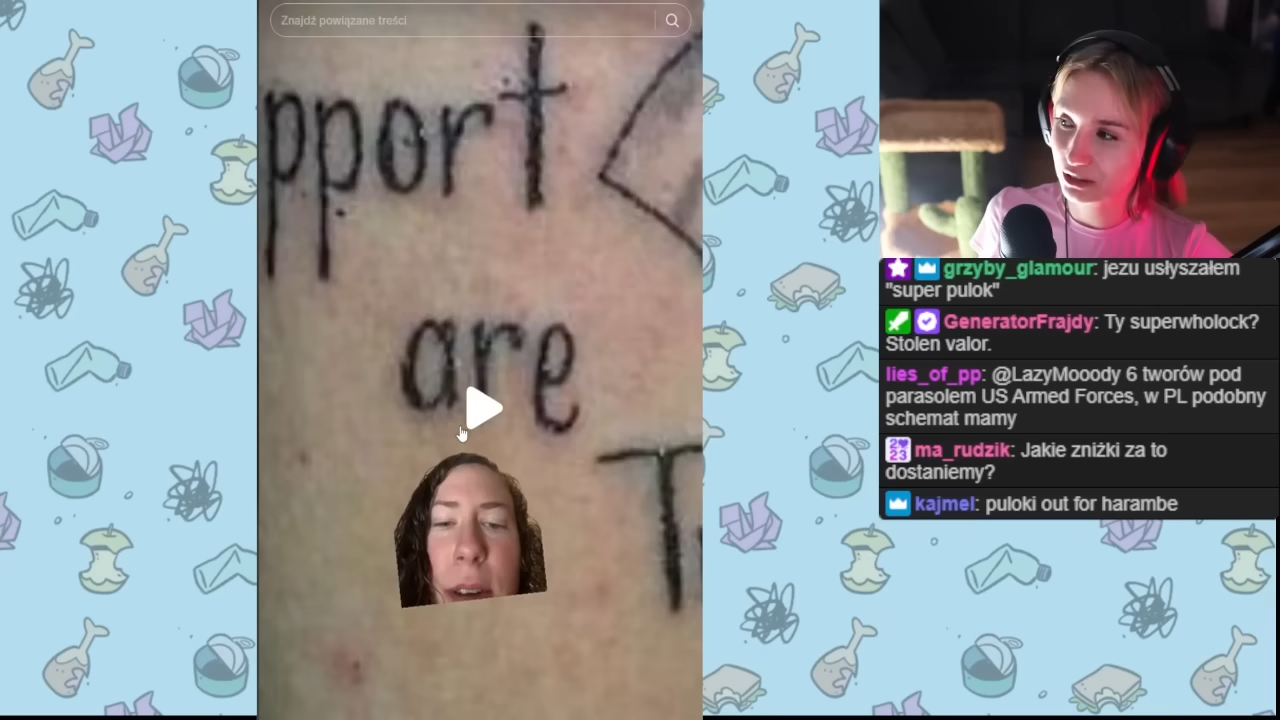 Znajdź powiązane treści
pport
are
T
grzyby_glamour: jezu usłyszałem
"super pulok"
GeneratorFrajdy: Ty superwholock?
Stolen valor.
lies_of_pp: @LazyMooody 6 tworów pod
parasolem US Armed Forces, w PL podobny
schemat mamy
ma_rudzik: Jakie zniżki za to
dostaniemy?
kajmel: puloki out for harambe